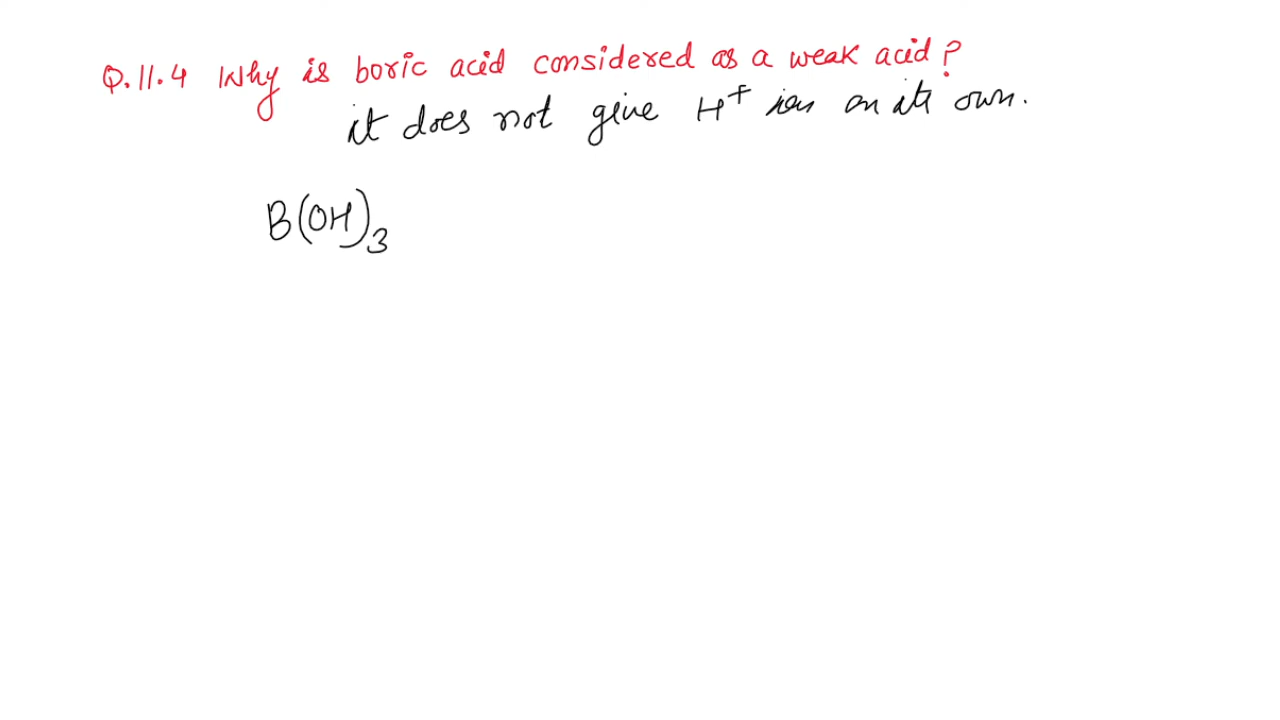 Q.11.4 Why is boric acid considered as a weak acid?
it does not give H⁺ ion on its own.
B(OH)₃